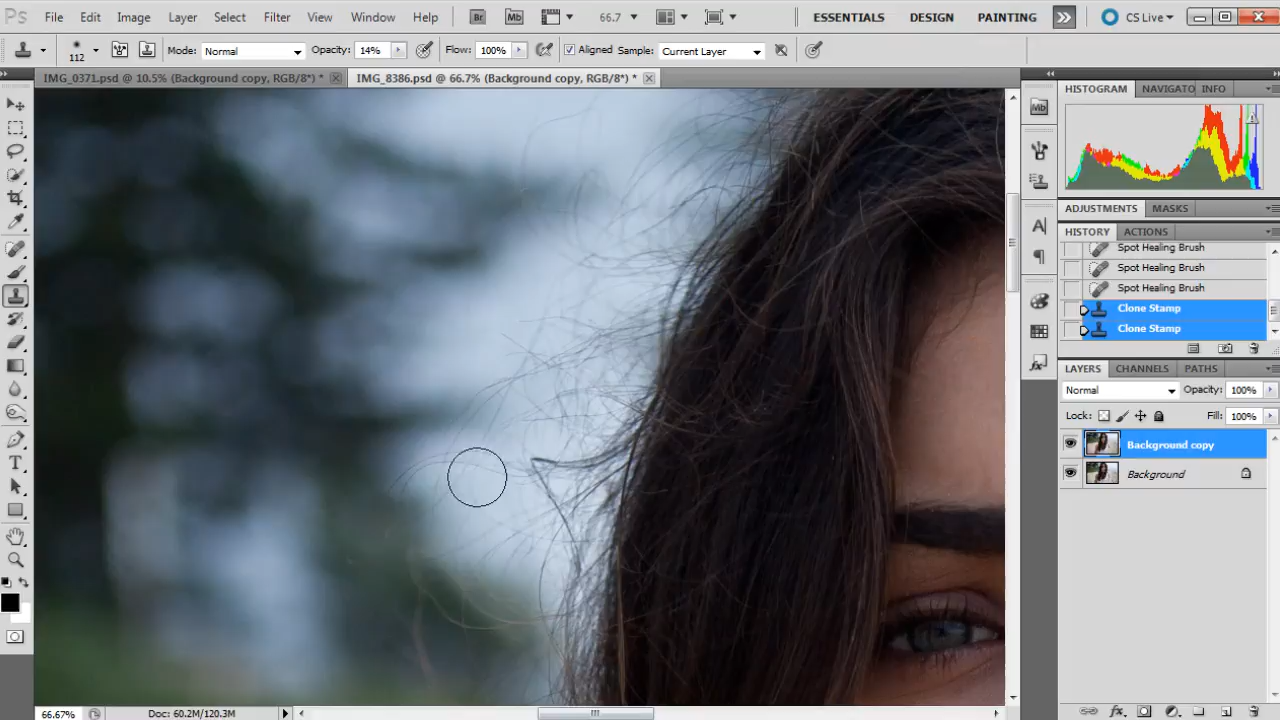 Ps File Edit Image Layer Select Filter View Window Help Br Mb 66.7 ESSENTIALS DESIGN PAINTING CS Live
112 Mode: Normal Opacity: 14% Flow: 100% Aligned Sample: Current Layer
IMG_0371.psd @ 10.5% (Background copy, RGB/8*) * IMG_8386.psd @ 66.7% (Background copy, RGB/8*) *
HISTOGRAM NAVIGATO INFO
Mb
ADJUSTMENTS MASKS
HISTORY ACTIONS
Spot Healing Brush
Spot Healing Brush
Spot Healing Brush
Clone Stamp
Clone Stamp
LAYERS CHANNELS PATHS
Normal Opacity: 100%
Lock: Fill: 100%
Background copy
Background
66.67% Doc: 60.2M/120.3M